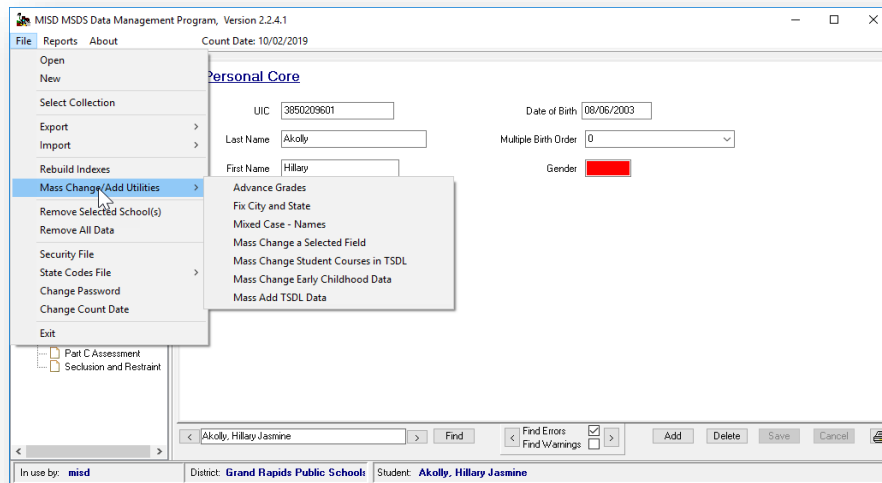 MISD MSDS Data Management Program, Version 2.2.4.1
File Reports About Count Date: 10/02/2019
Open
New
Select Collection
Export
Import
Rebuild Indexes
Mass Change/Add Utilities
Remove Selected School(s)
Remove All Data
Security File
State Codes File
Change Password
Change Count Date
Exit
Advance Grades
Fix City and State
Mixed Case - Names
Mass Change a Selected Field
Mass Change Student Courses in TSDL
Mass Change Early Childhood Data
Mass Add TSDL Data
Personal Core
UIC 3850209601 Date of Birth 08/06/2003
Last Name Akolly Multiple Birth Order 0
First Name Hillary Gender
Part C Assessment
Seclusion and Restraint
< Akolly, Hillary Jasmine > Find < Find Errors > Add Delete Save Cancel
Find Warnings
In use by: misd District: Grand Rapids Public Schools Student: Akolly, Hillary Jasmine